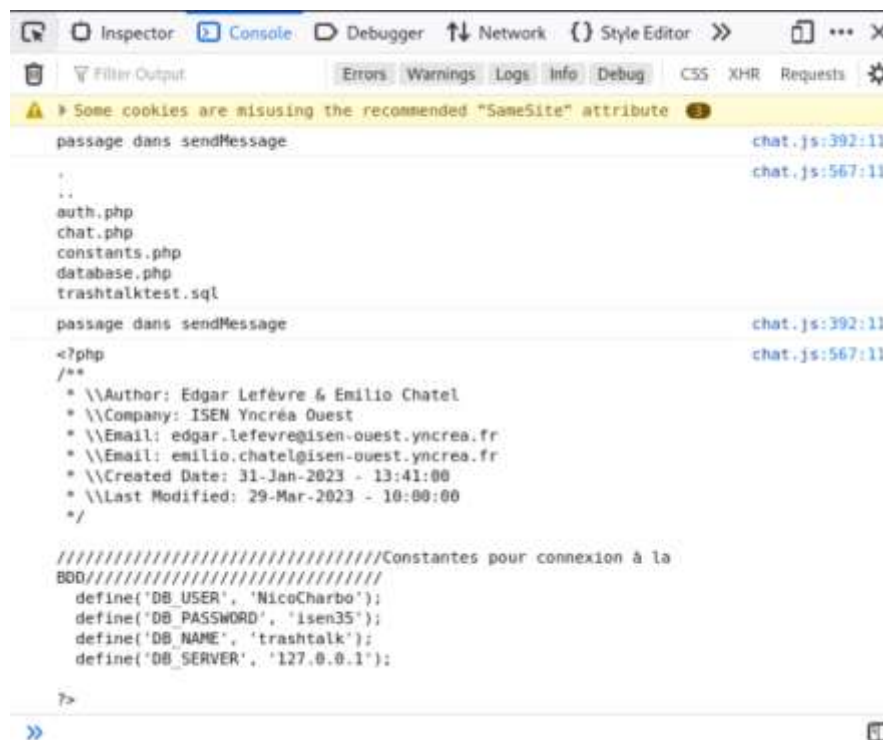 Inspector Console Debugger Network {} Style Editor »
Filter Output Errors Warnings Logs Info Debug CSS XHR Requests
Some cookies are misusing the recommended "SameSite" attribute 3
passage dans sendMessage chat.js:392:11
. chat.js:567:11
..
auth.php
chat.php
constants.php
database.php
trashtalktest.sql
passage dans sendMessage chat.js:392:11
<?php chat.js:567:11
/**
* \\Author: Edgar Lefèvre & Emilio Chatel
* \\Company: ISEN Yncréa Ouest
* \\Email: edgar.lefevre@isen-ouest.yncrea.fr
* \\Email: emilio.chatel@isen-ouest.yncrea.fr
* \\Created Date: 31-Jan-2023 - 13:41:00
* \\Last Modified: 29-Mar-2023 - 10:00:00
*/
//////////////////////////////////Constantes pour connexion à la
BDD///////////////////////////////
define('DB_USER', 'NicoCharbo');
define('DB_PASSWORD', 'isen35');
define('DB_NAME', 'trashtalk');
define('DB_SERVER', '127.0.0.1');
?>
»